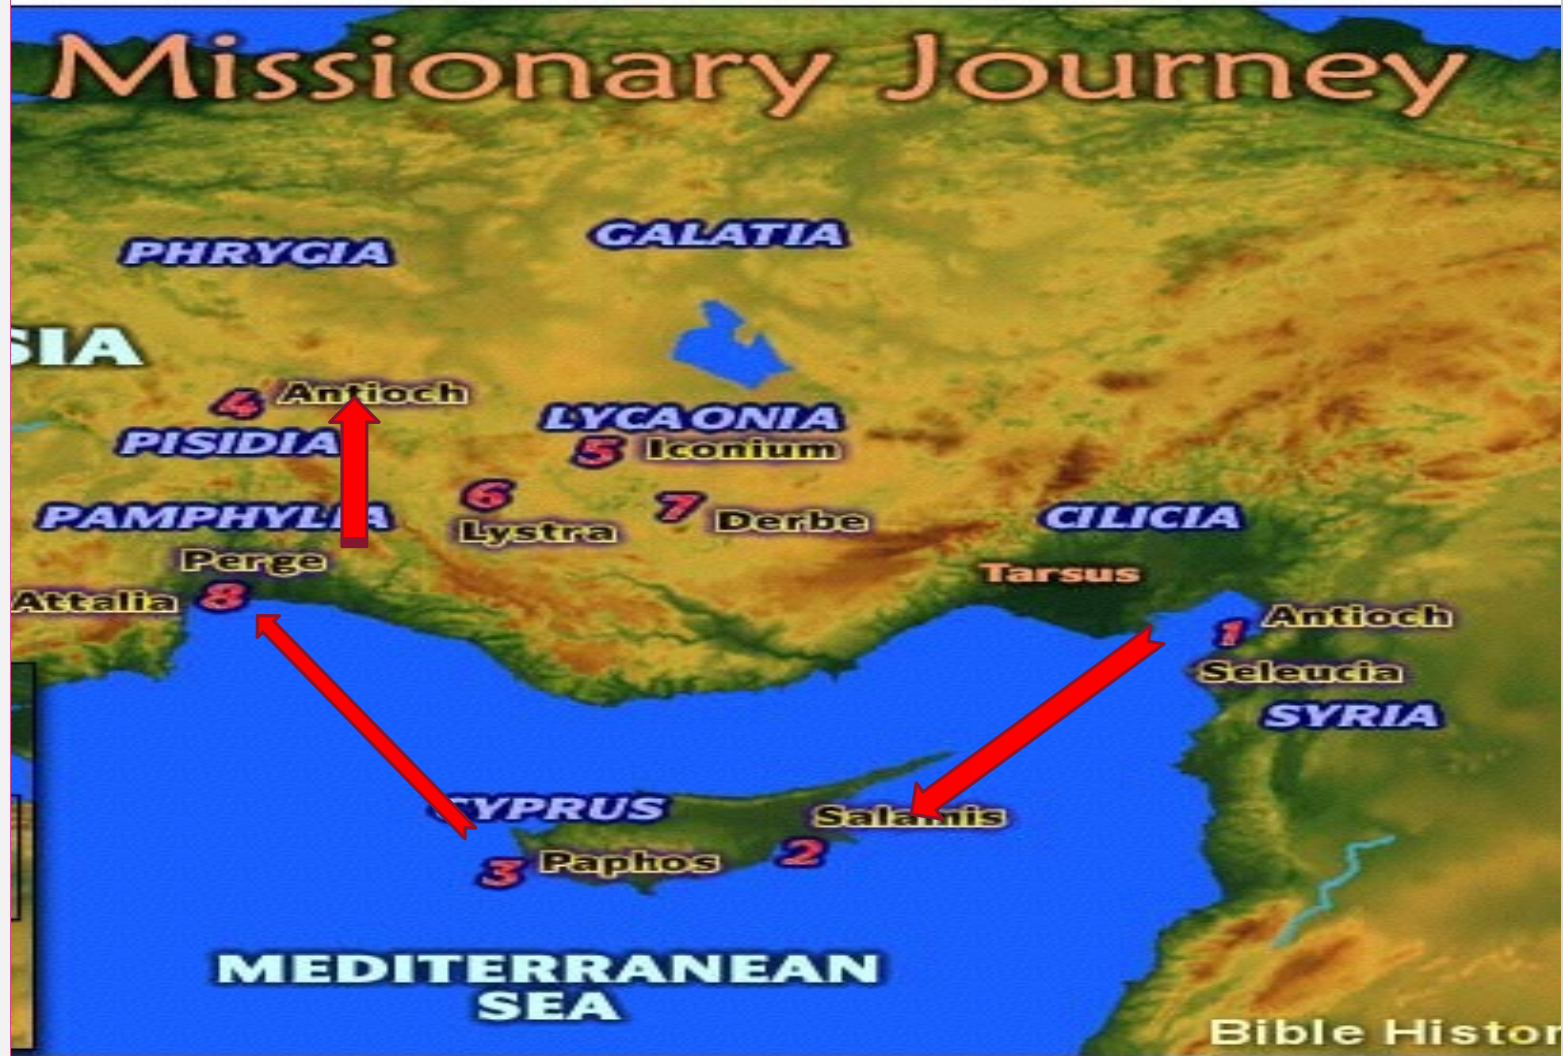 Missionary Journey
GALATIA
PHRYGIA
SIA
4 Antioch
LYCAONIA
PISIDIA
5 Iconium
6
7
Lystra
Derbe
PAMPHYLIA
CILICIA
Perge
Tarsus
Attalia 8
1 Antioch
Seleucia
SYRIA
CYPRUS
Salamis
2
3 Paphos
MEDITERRANEAN
SEA
Bible Histor